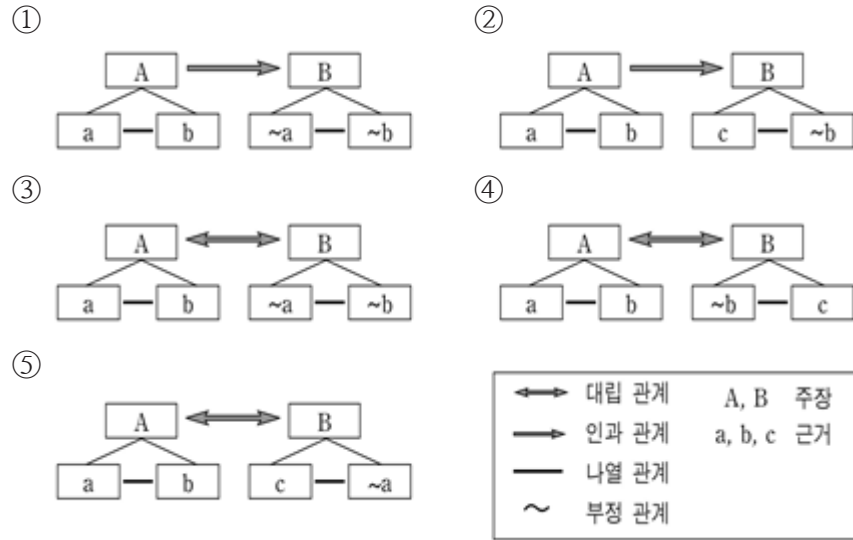 ① ②
A B A B
a b ~a ~b a b c ~b
③ ④
A B A B
a b ~a ~b a b ~b c
⑤
A B
a b c ~a
대립 관계 A, B 주장
인과 관계 a, b, c 근거
나열 관계
~ 부정 관계